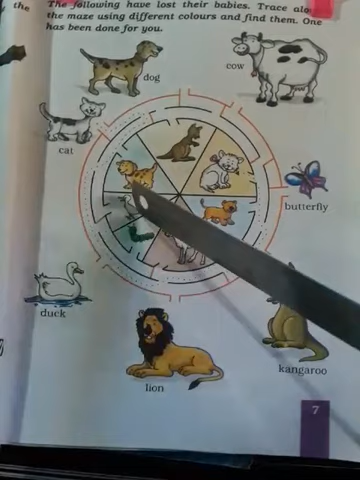 the
The following have lost their babies. Trace
the maze using different colours and find them. One
has been done for you.
dog
cow
cat
butterfly
duck
lion
kangaroo
7